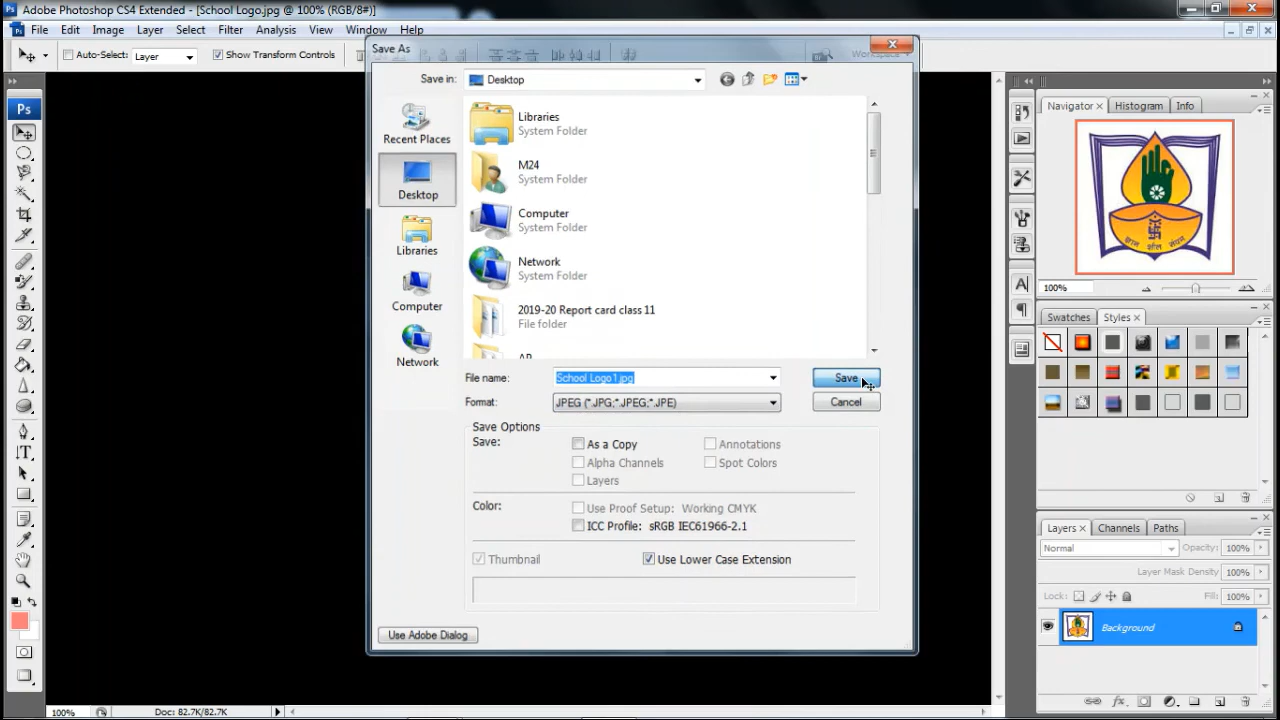 Adobe Photoshop CS4 Extended - [School Logo.jpg @ 100% (RGB/8#)]
Ps File Edit Image Layer Select Filter Analysis View Window Help
Auto-Select: Layer Show Transform Controls
Workspace
Save As
Save in: Desktop
Recent Places
Desktop
Libraries
Computer
Network
Libraries
System Folder
M24
System Folder
Computer
System Folder
Network
System Folder
2019-20 Report card class 11
File folder
File name: School Logo1.jpg Save
Format: JPEG (*.JPG;*.JPEG;*.JPE) Cancel
Save Options
Save: As a Copy Annotations
Alpha Channels Spot Colors
Layers
Color: Use Proof Setup: Working CMYK
ICC Profile: sRGB IEC61966-2.1
Thumbnail Use Lower Case Extension
Use Adobe Dialog
Ps
Navigator Histogram Info
ज्ञान शील संयम
100%
Swatches Styles
Layers Channels Paths
Normal Opacity: 100%
Layer Mask Density: 100%
Lock: Fill: 100%
Background
100% Doc: 82.7K/82.7K